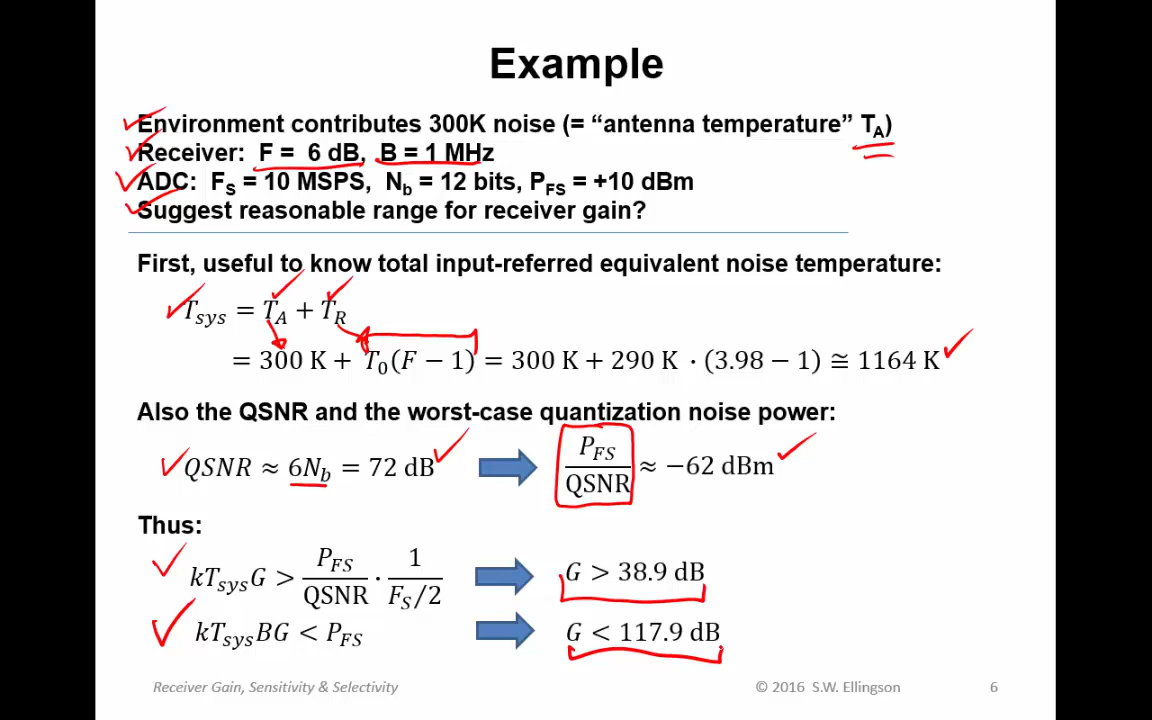 Example
Environment contributes 300K noise (= “antenna temperature” T_A)
Receiver: F = 6 dB, B = 1 MHz
ADC: F_S = 10 MSPS, N_b = 12 bits, P_FS = +10 dBm
Suggest reasonable range for receiver gain?
First, useful to know total input-referred equivalent noise temperature:
T_sys = T_A + T_R
= 300 K + T_0(F − 1) = 300 K + 290 K · (3.98 − 1) ≅ 1164 K
Also the QSNR and the worst-case quantization noise power:
QSNR ≈ 6N_b = 72 dB P_FS/QSNR ≈ −62 dBm
Thus:
kT_sysG > P_FS/QSNR · 1/(F_S/2) G > 38.9 dB
kT_sysBG < P_FS G < 117.9 dB
Receiver Gain, Sensitivity & Selectivity © 2016 S.W. Ellingson 6